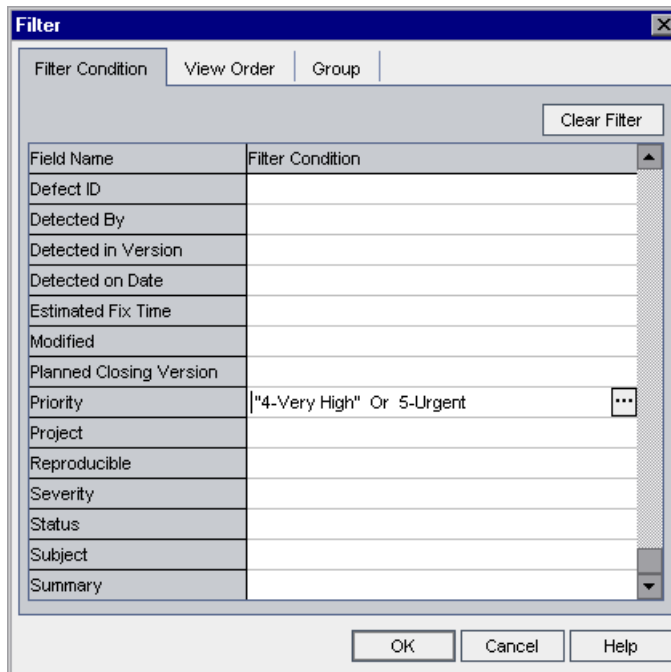 Filter
Filter Condition View Order Group
Clear Filter
Field Name Filter Condition
Defect ID
Detected By
Detected in Version
Detected on Date
Estimated Fix Time
Modified
Planned Closing Version
Priority "4-Very High" Or 5-Urgent ...
Project
Reproducible
Severity
Status
Subject
Summary
OK Cancel Help